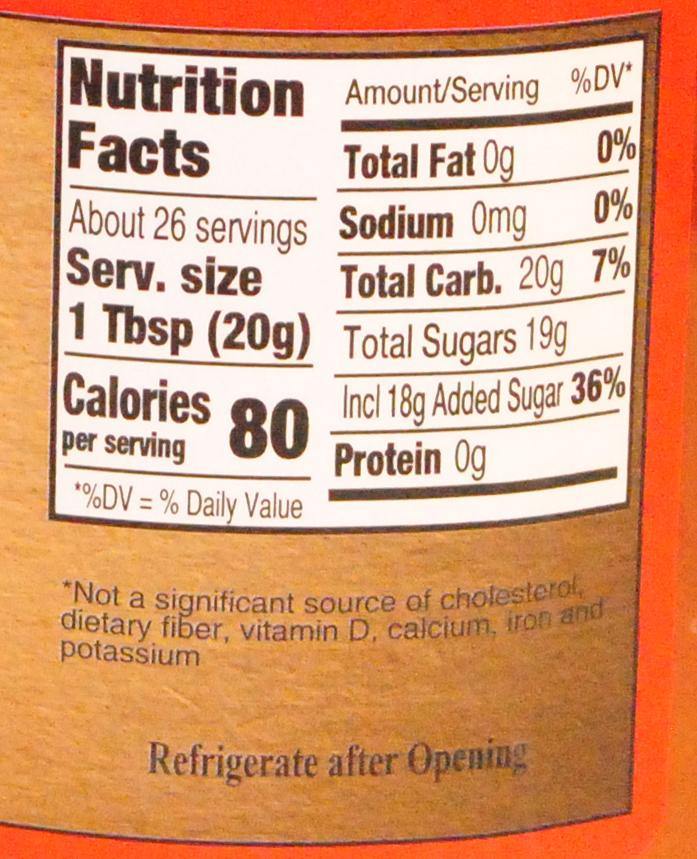 Nutrition
Facts
About 26 servings
Serv. size
1 Tbsp (20g)
Calories 80
per serving
*%DV = % Daily Value
Amount/Serving %DV*
Total Fat 0g 0%
Sodium 0mg 0%
Total Carb. 20g 7%
Total Sugars 19g
Incl 18g Added Sugar 36%
Protein 0g
*Not a significant source of cholesterol,
dietary fiber, vitamin D, calcium, iron and
potassium
Refrigerate after Opening